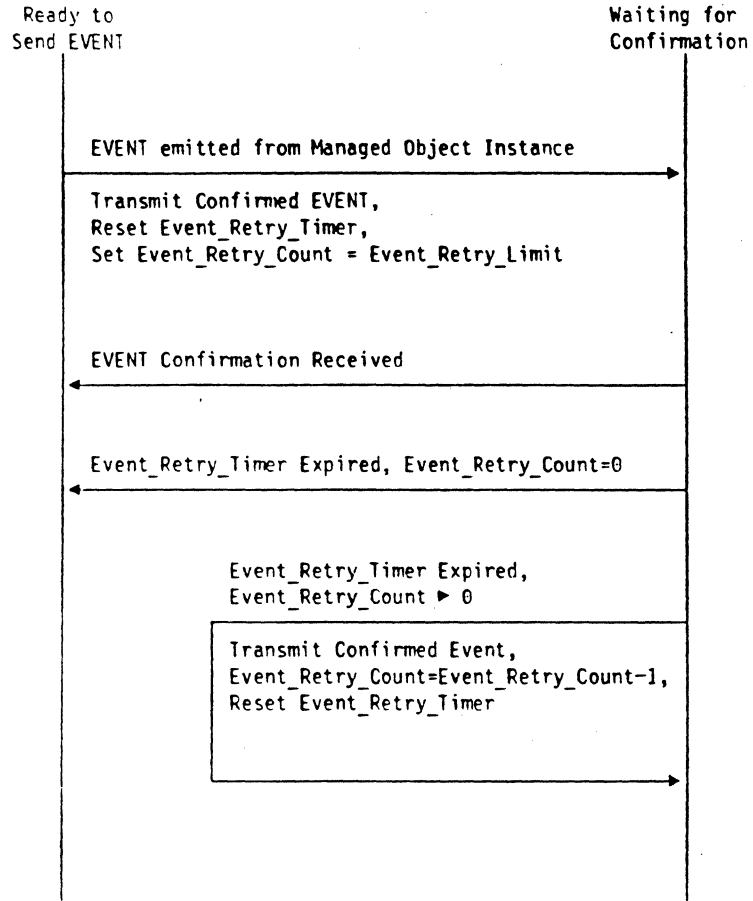 Ready to
Send EVENT
Waiting for
Confirmation
EVENT emitted from Managed Object Instance
Transmit Confirmed EVENT,
Reset Event_Retry_Timer,
Set Event_Retry_Count = Event_Retry_Limit
EVENT Confirmation Received
Event_Retry_Timer Expired, Event_Retry_Count=0
Event_Retry_Timer Expired,
Event_Retry_Count ► 0
Transmit Confirmed Event,
Event_Retry_Count=Event_Retry_Count-1,
Reset Event_Retry_Timer